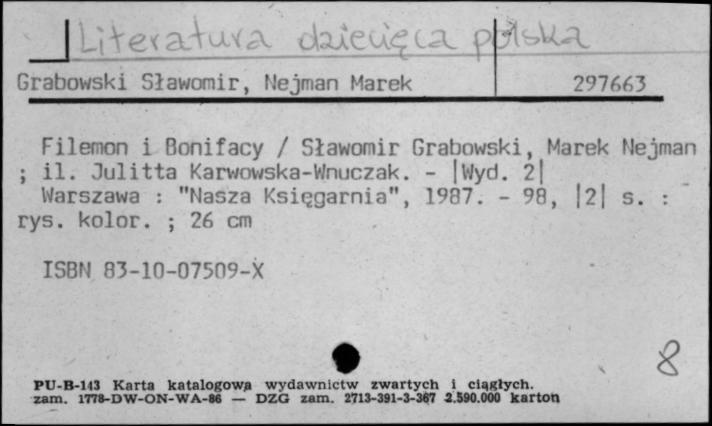 Literatura dziecięca polska
Grabowski Sławomir, Nejman Marek 297663
Filemon i Bonifacy / Sławomir Grabowski, Marek Nejman
; il. Julitta Karwowska-Wnuczak. - |Wyd. 2|
Warszawa : "Nasza Księgarnia", 1987. - 98, |2| s. :
rys. kolor. ; 26 cm
ISBN 83-10-07509-X
8
PU-B-143 Karta katalogowa wydawnictw zwartych i ciągłych.
zam. 1778-DW-ON-WA-86 — DZG zam. 2713-391-3-367 2.590.000 karton